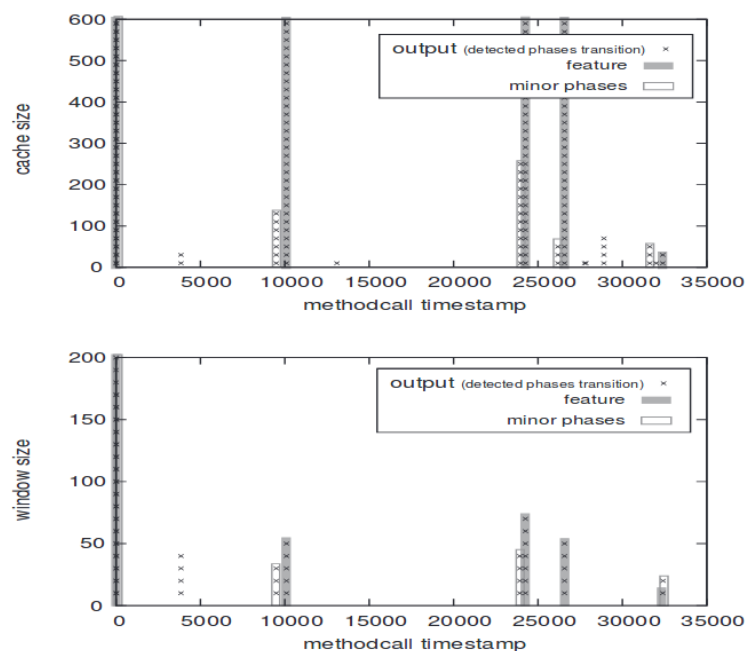 600
500
400
300
200
100
0
cache size
output (detected phases transition)
feature
minor phases
0 5000 10000 15000 20000 25000 30000 35000
methodcall timestamp
200
150
100
50
0
window size
output (detected phases transition)
feature
minor phases
0 5000 10000 15000 20000 25000 30000 35000
methodcall timestamp